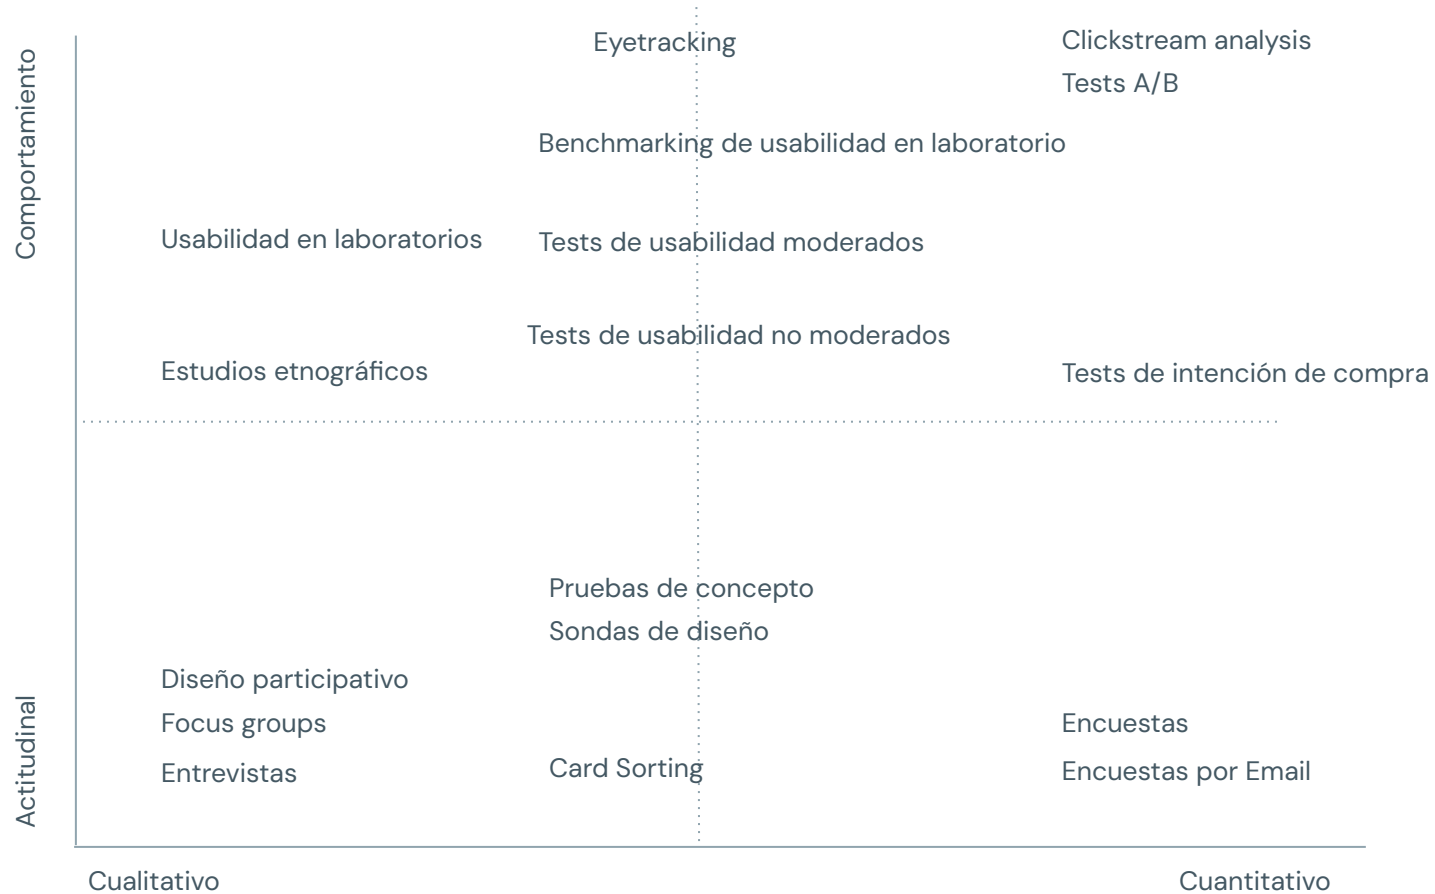 Comportamiento
Eyetracking
Clickstream analysis
Tests A/B
Benchmarking de usabilidad en laboratorio
Usabilidad en laboratorios
Tests de usabilidad moderados
Tests de usabilidad no moderados
Estudios etnográficos
Tests de intención de compra
Pruebas de concepto
Sondas de diseño
Diseño participativo
Focus groups
Encuestas
Actitudinal
Entrevistas
Card Sorting
Encuestas por Email
Cualitativo
Cuantitativo